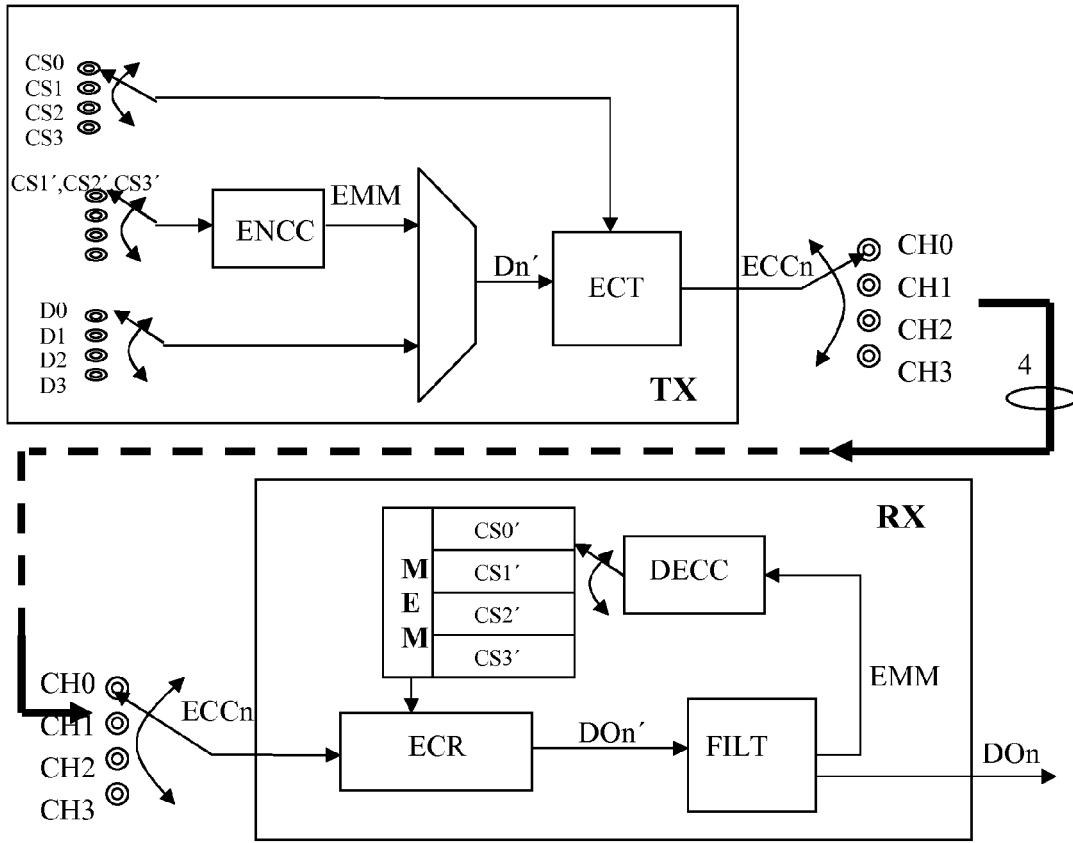 CS0
CS1
CS2
CS3
CS1´,CS2´,CS3´
ENCC
EMM
D0
D1
D2
D3
Dn´
ECT
TX
ECCn
CH0
CH1
CH2
CH3
4
RX
MEM
CS0´
CS1´
CS2´
CS3´
DECC
EMM
CH0
CH1
CH2
CH3
ECCn
ECR
DOn´
FILT
DOn